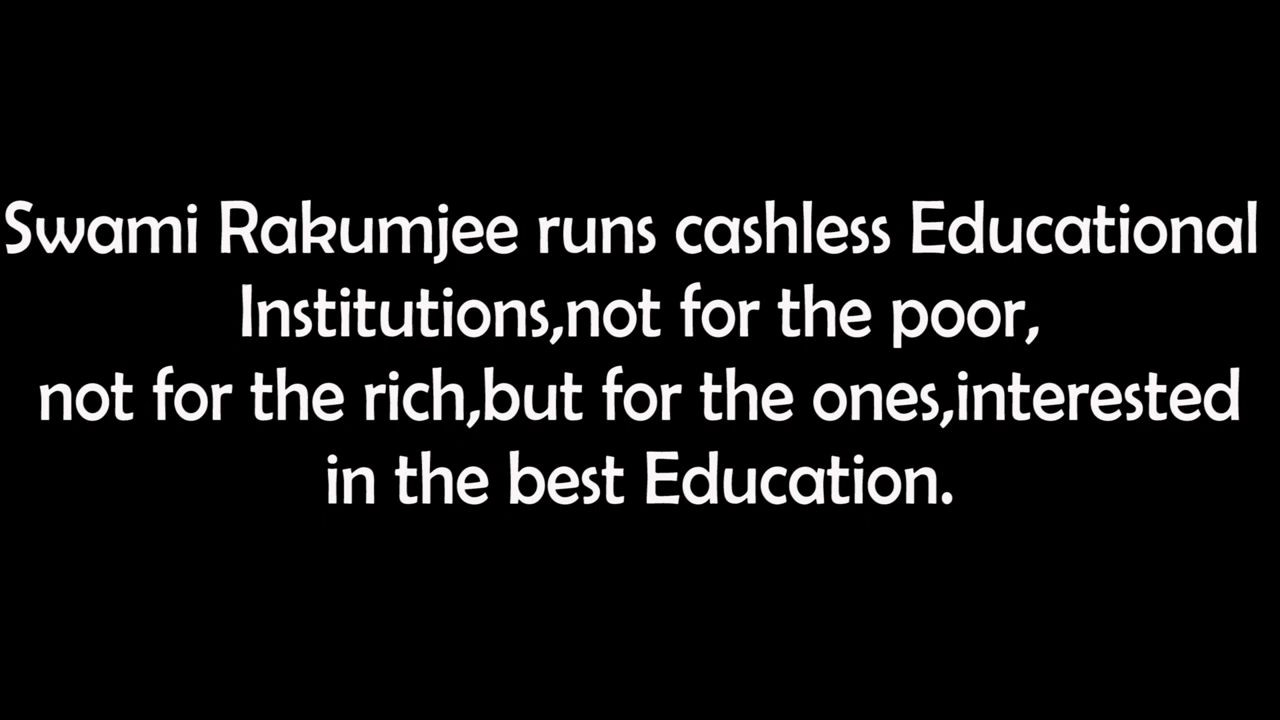 Swami Rakumjee runs cashless Educational
Institutions,not for the poor,
not for the rich,but for the ones,interested
in the best Education.